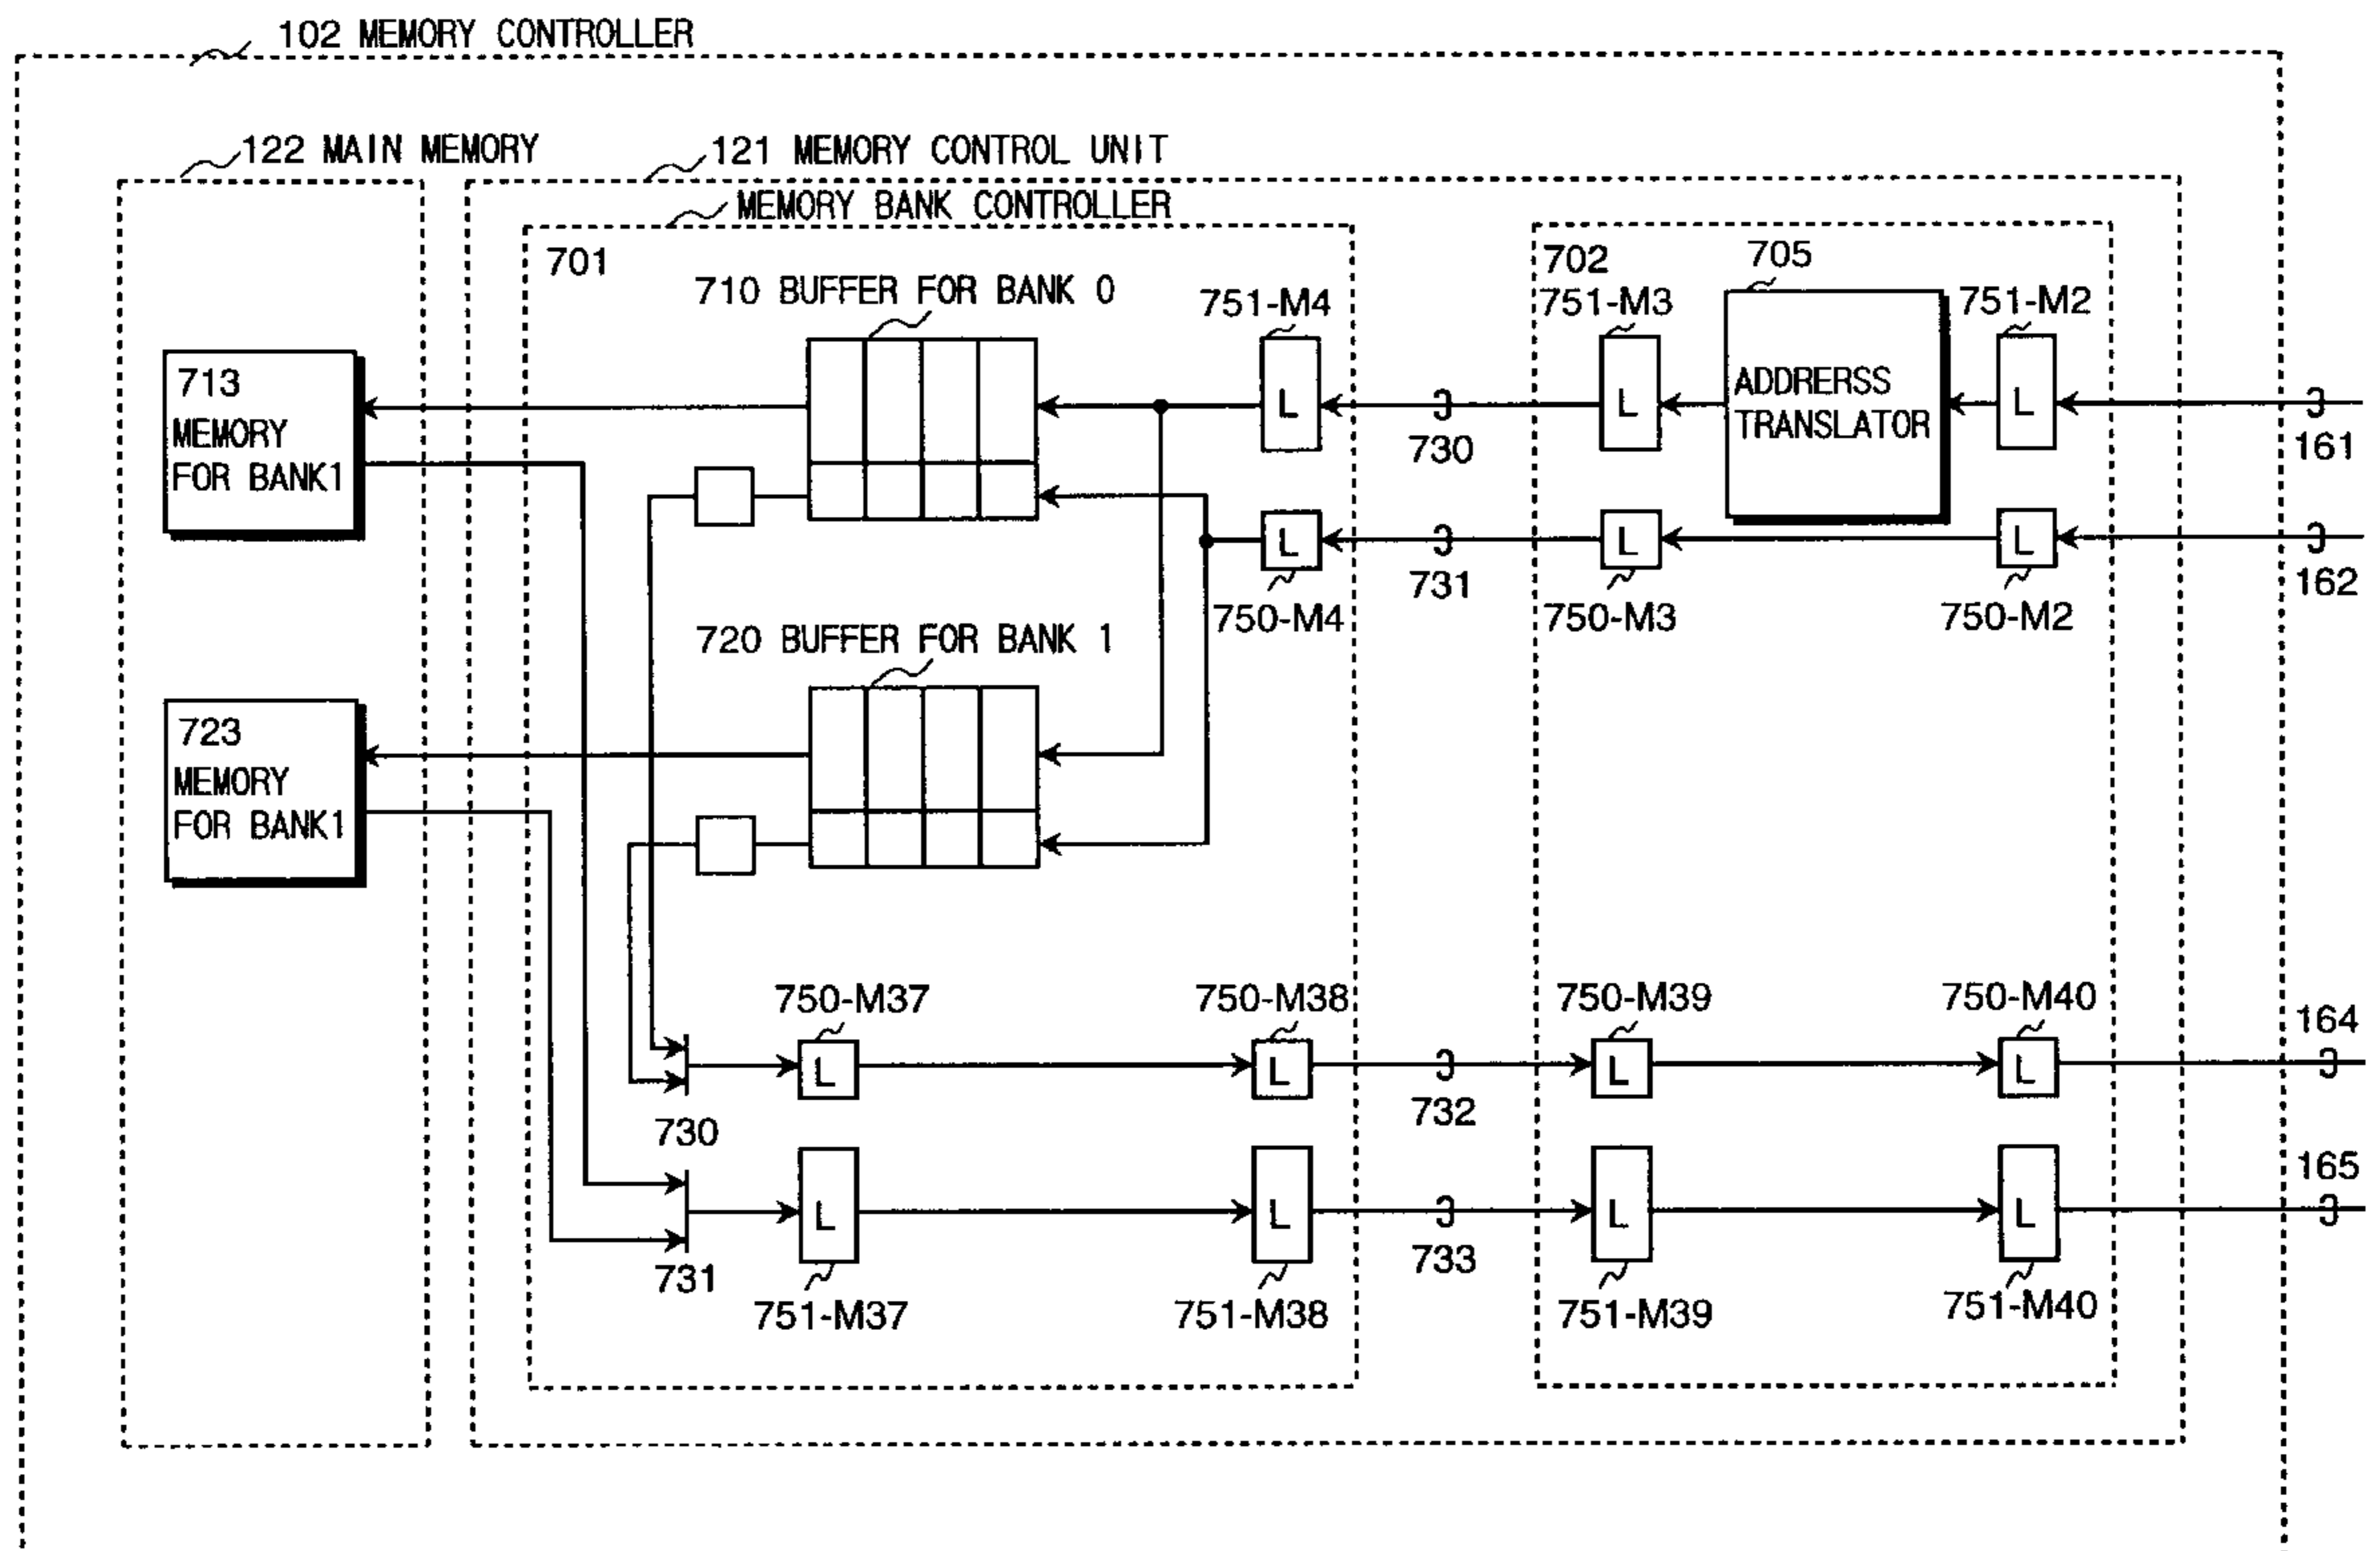 102 MEMORY CONTROLLER
122 MAIN MEMORY
121 MEMORY CONTROL UNIT
MEMORY BANK CONTROLLER
701
702
705
710 BUFFER FOR BANK 0
751-M4
751-M3
751-M2
713
MEMORY
FOR BANK1
L
L
ADDRERSS
TRANSLATOR
L
730
161
L
L
L
731
162
750-M4
750-M3
750-M2
720 BUFFER FOR BANK 1
723
MEMORY
FOR BANK1
750-M37
750-M38
750-M39
750-M40
164
L
L
L
L
730
732
165
L
L
L
L
731
733
751-M37
751-M38
751-M39
751-M40